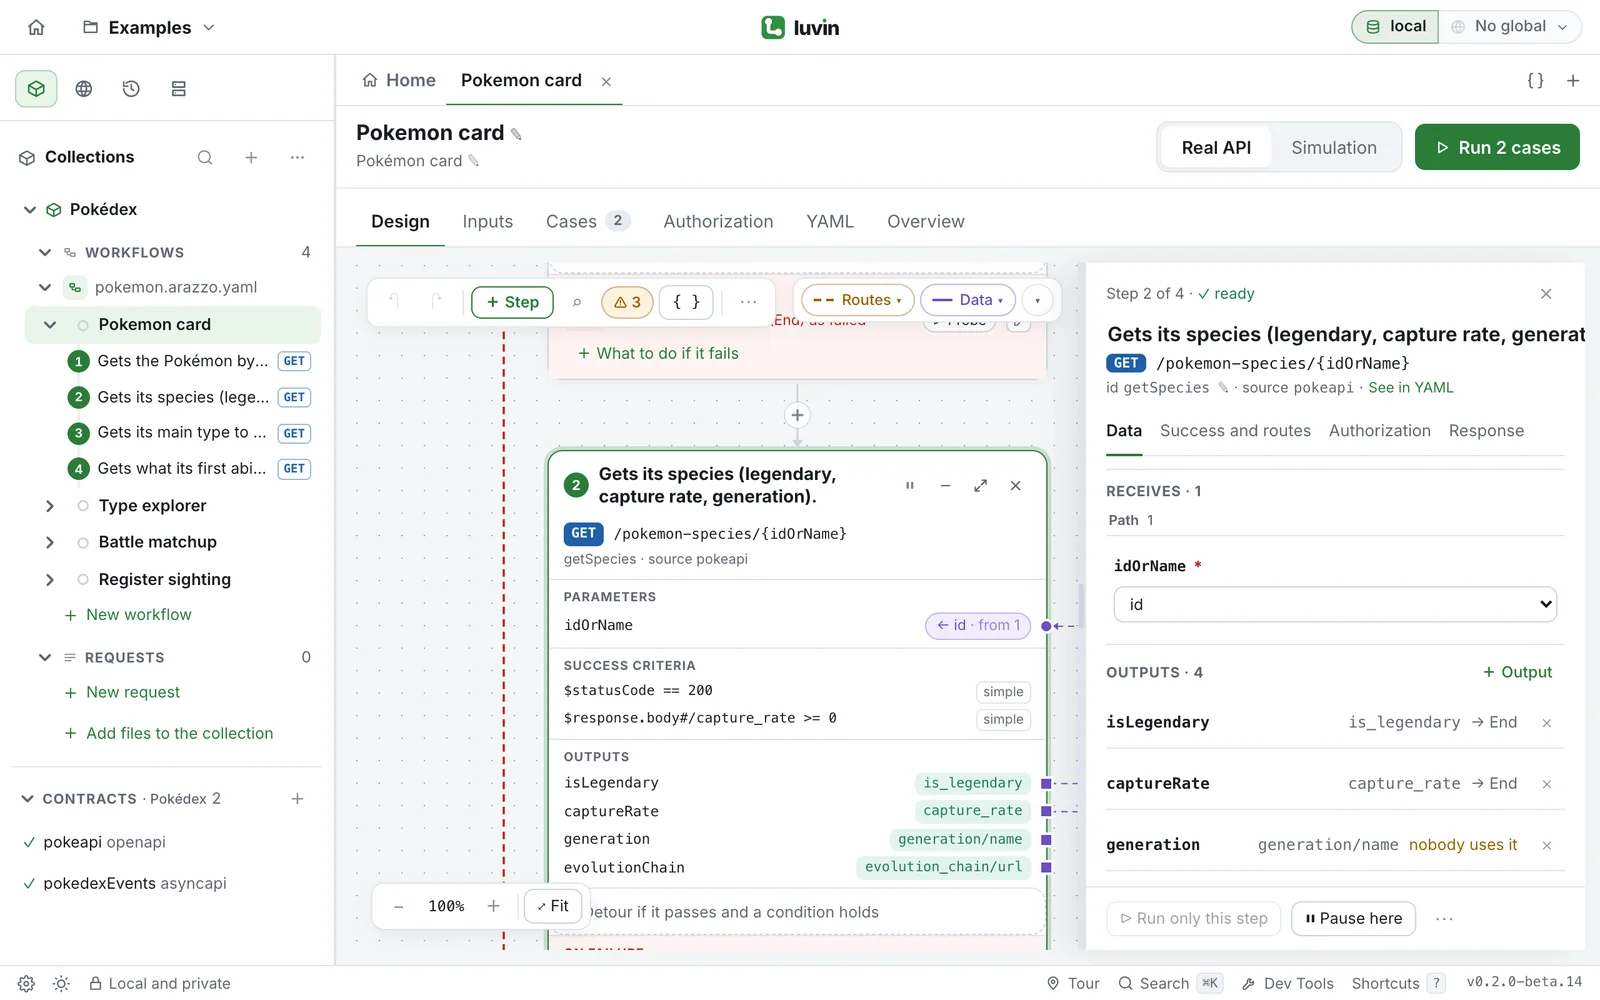 Examples
luvin
local
No global
Home
Pokemon card
{}
Collections
Pokédex
WORKFLOWS
4
pokemon.arazzo.yaml
Pokemon card
1
Gets the Pokémon by...
GET
2
Gets its species (lege...
GET
3
Gets its main type to ...
GET
4
Gets what its first abi...
GET
Type explorer
Battle matchup
Register sighting
+ New workflow
REQUESTS
0
+ New request
+ Add files to the collection
CONTRACTS · Pokédex 2
pokeapi openapi
pokedexEvents asyncapi
Pokemon card
Pokémon card
Real API
Simulation
Run 2 cases
Design
Inputs
Cases 2
Authorization
YAML
Overview
+ Step
3
{ }
Routes
Data
(End) as failed
+ What to do if it fails
2
Gets its species (legendary,
capture rate, generation).
GET /pokemon-species/{idOrName}
getSpecies · source pokeapi
PARAMETERS
idOrName
← id · from 1
SUCCESS CRITERIA
$statusCode == 200
simple
$response.body#/capture_rate >= 0
simple
OUTPUTS
isLegendary
is_legendary
captureRate
capture_rate
generation
generation/name
evolutionChain
evolution_chain/url
Detour if it passes and a condition holds
− 100% +
Fit
Step 2 of 4 · ✓ ready
Gets its species (legendary, capture rate, generat
GET /pokemon-species/{idOrName}
id getSpecies · source pokeapi · See in YAML
Data
Success and routes
Authorization
Response
RECEIVES · 1
Path 1
idOrName *
id
OUTPUTS · 4
+ Output
isLegendary
is_legendary → End
captureRate
capture_rate → End
generation
generation/name nobody uses it
Run only this step
Pause here
Local and private
Tour
Search ⌘K
Dev Tools
Shortcuts ?
v0.2.0-beta.14